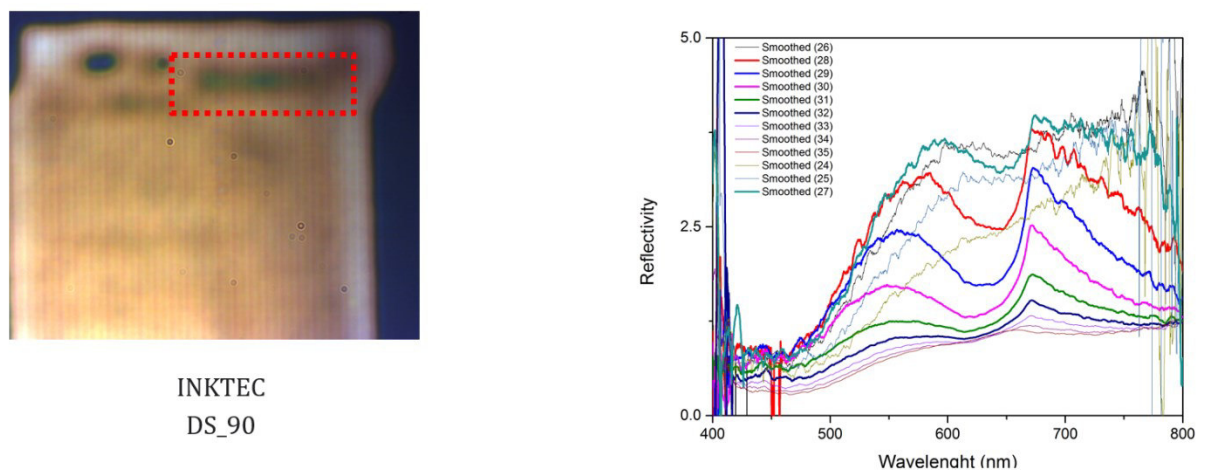 INKTEC
DS_90
5.0
2.5
0.0
Reflectivity
Smoothed (26)
Smoothed (28)
Smoothed (29)
Smoothed (30)
Smoothed (31)
Smoothed (32)
Smoothed (33)
Smoothed (34)
Smoothed (35)
Smoothed (24)
Smoothed (25)
Smoothed (27)
400 500 600 700 800
Wavelenght (nm)